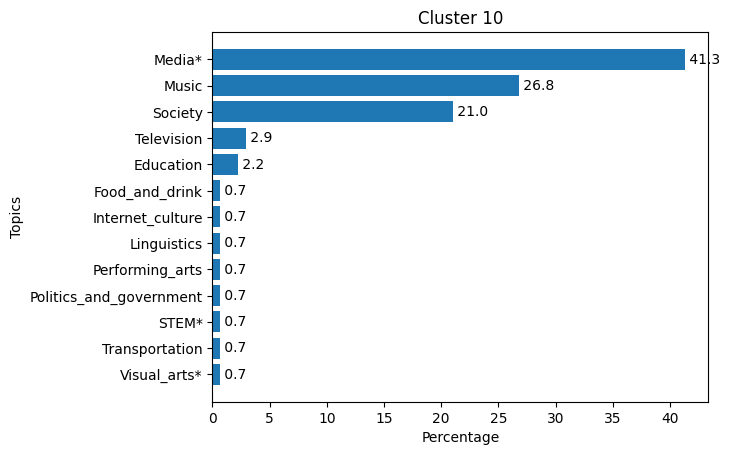 Cluster 10
Topics
Media* 41.3
Music 26.8
Society 21.0
Television 2.9
Education 2.2
Food_and_drink 0.7
Internet_culture 0.7
Linguistics 0.7
Performing_arts 0.7
Politics_and_government 0.7
STEM* 0.7
Transportation 0.7
Visual_arts* 0.7
0 5 10 15 20 25 30 35 40
Percentage